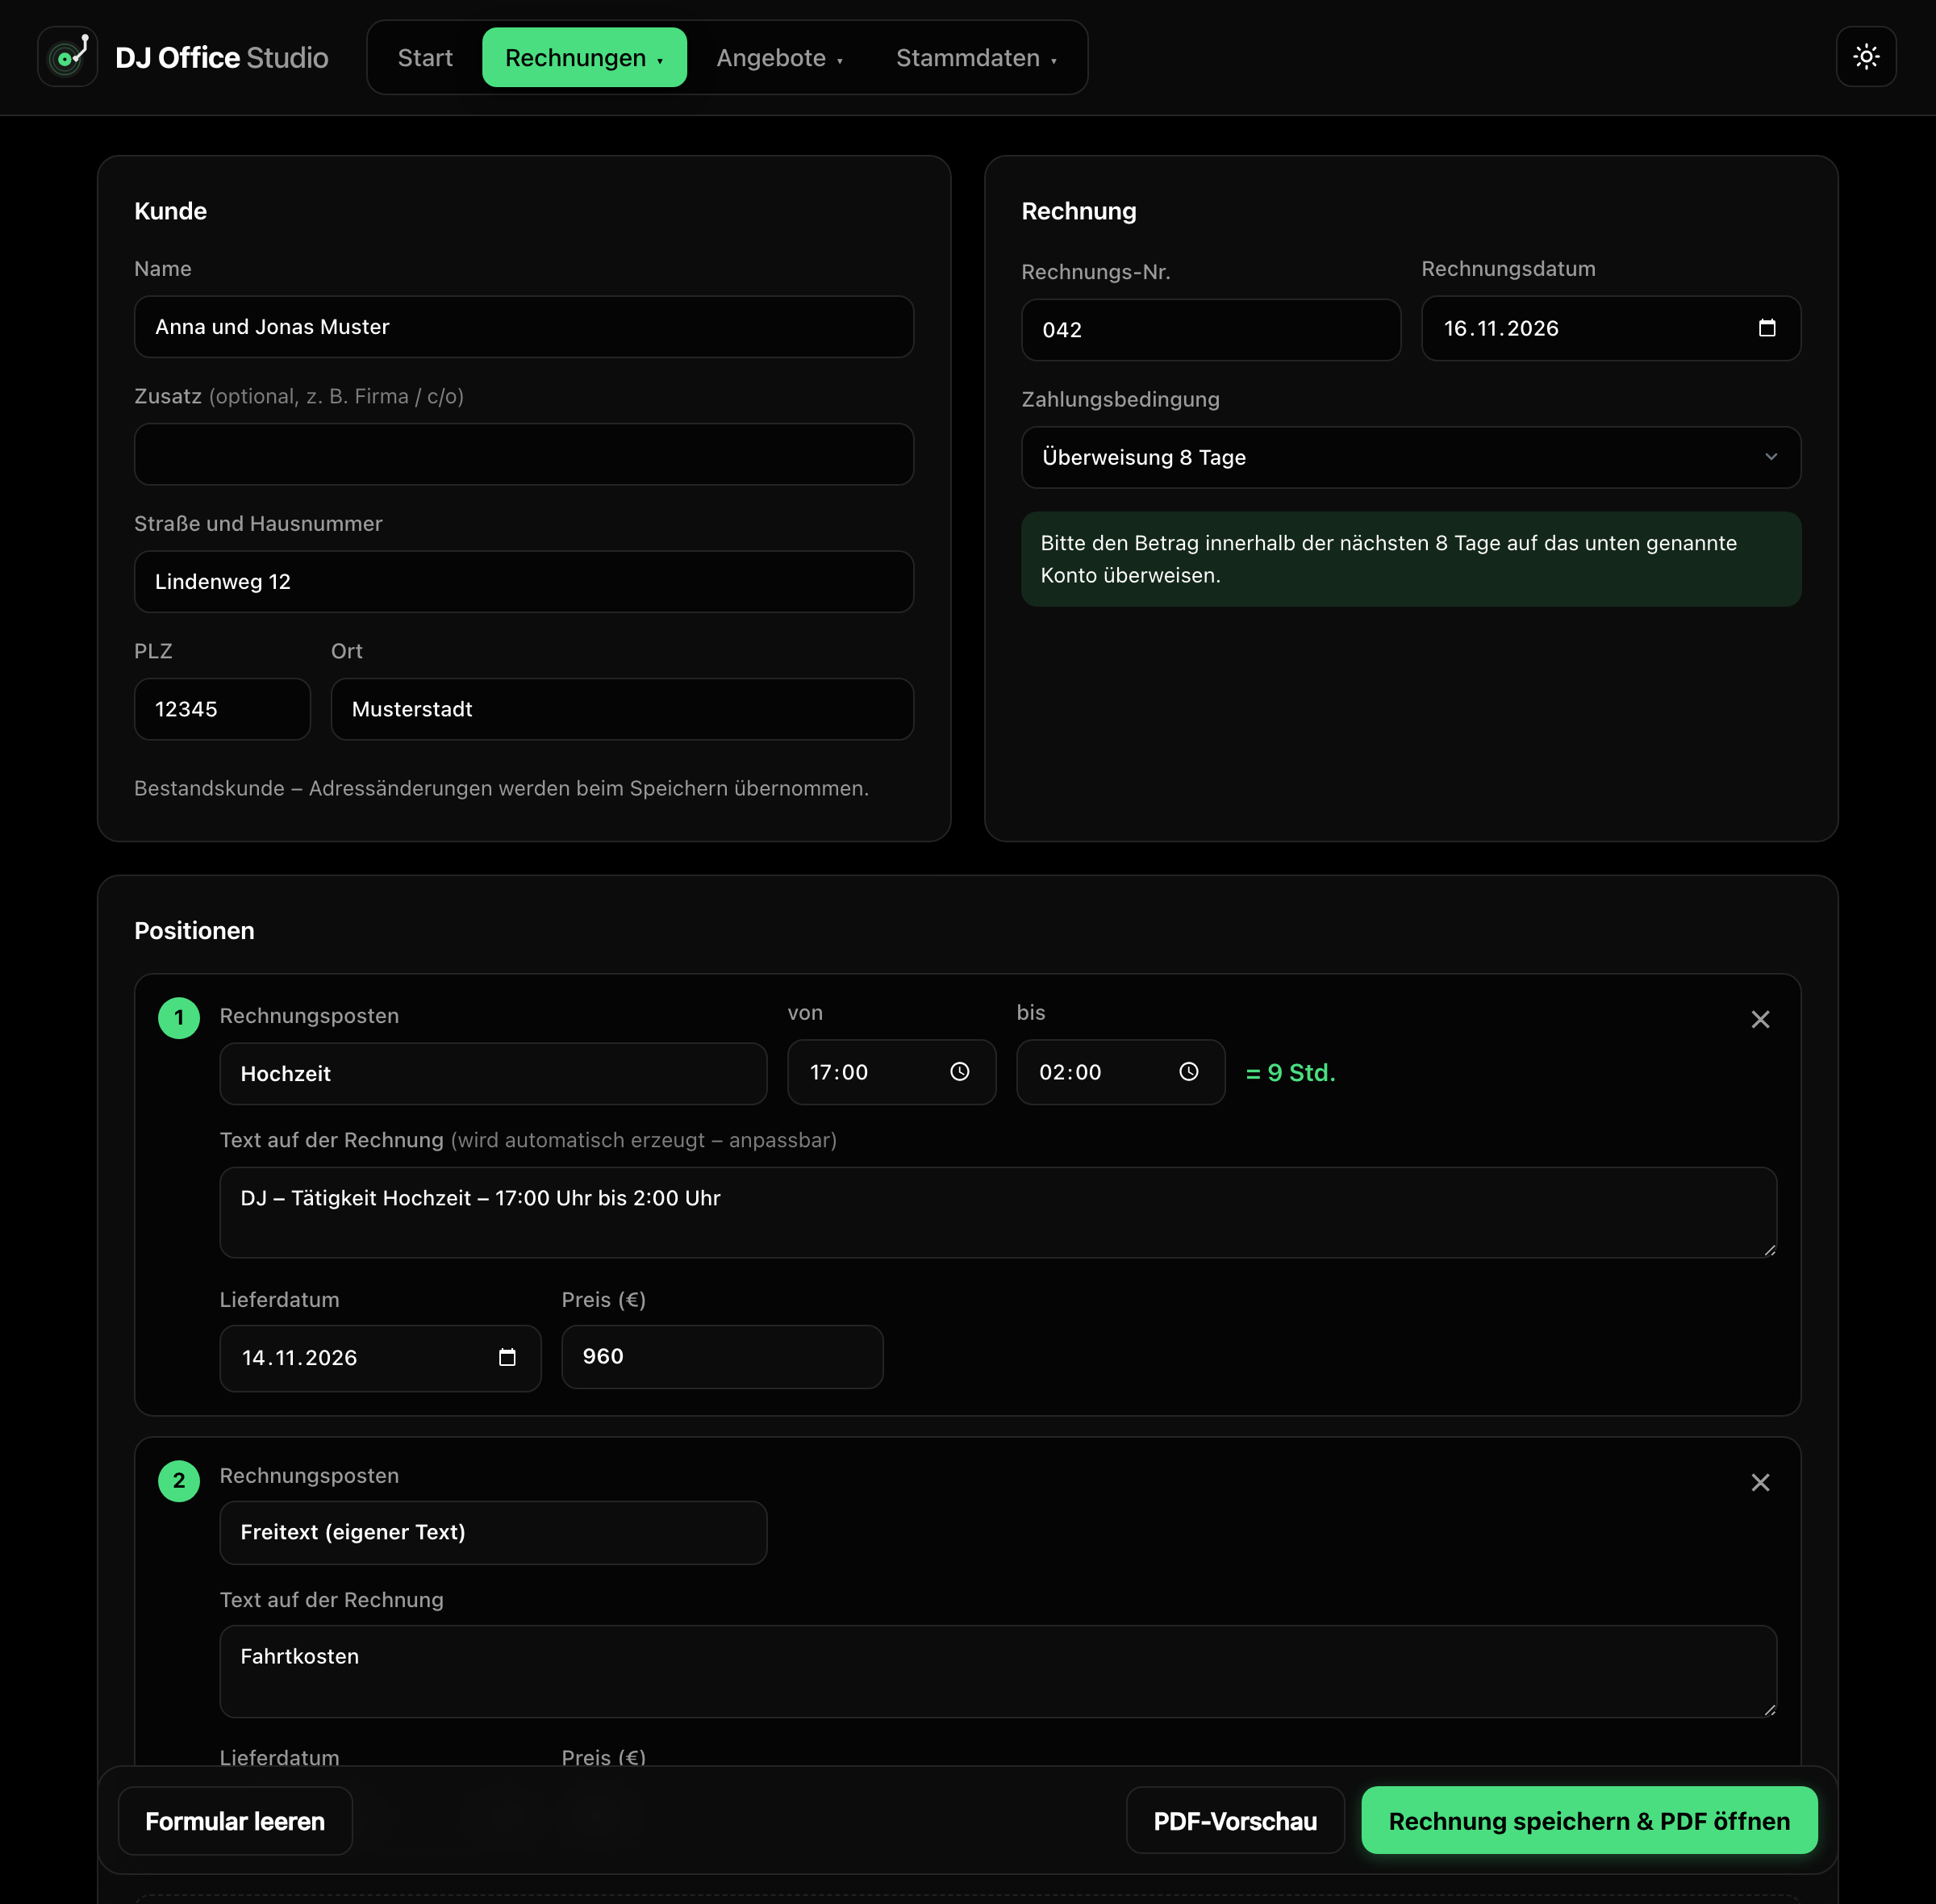 DJ Office Studio
Start
Rechnungen
Angebote
Stammdaten
Kunde
Name
Anna und Jonas Muster
Zusatz (optional, z. B. Firma / c/o)
Straße und Hausnummer
Lindenweg 12
PLZ
Ort
12345
Musterstadt
Bestandskunde – Adressänderungen werden beim Speichern übernommen.
Rechnung
Rechnungs-Nr.
Rechnungsdatum
042
16.11.2026
Zahlungsbedingung
Überweisung 8 Tage
Bitte den Betrag innerhalb der nächsten 8 Tage auf das unten genannte
Konto überweisen.
Positionen
1
Rechnungsposten
von
bis
Hochzeit
17:00
02:00
= 9 Std.
Text auf der Rechnung (wird automatisch erzeugt – anpassbar)
DJ – Tätigkeit Hochzeit – 17:00 Uhr bis 2:00 Uhr
Lieferdatum
Preis (€)
14.11.2026
960
2
Rechnungsposten
Freitext (eigener Text)
Text auf der Rechnung
Fahrtkosten
Lieferdatum
Preis (€)
Formular leeren
PDF-Vorschau
Rechnung speichern & PDF öffnen